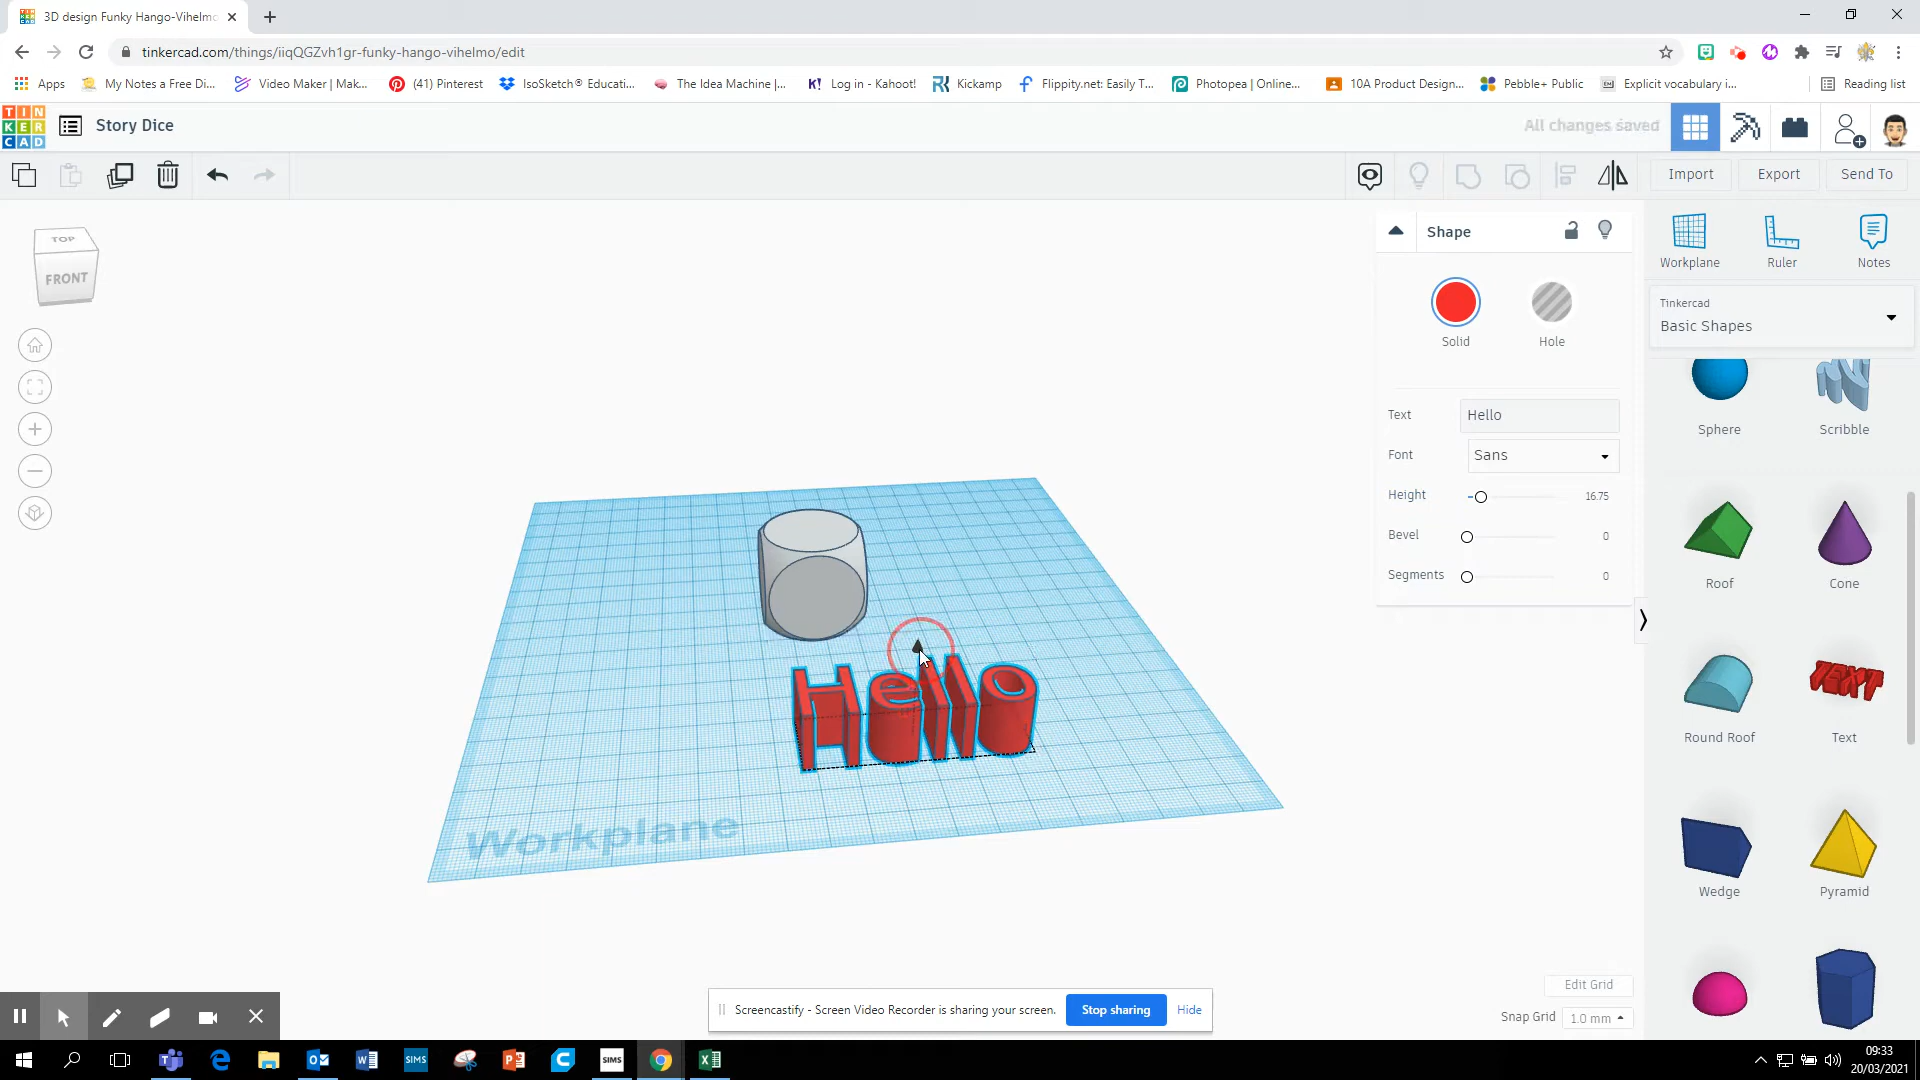 3D design Funky Hango-Vihelmo
tinkercad.com/things/iiqQGZvh1gr-funky-hango-vihelmo/edit
Apps
My Notes a Free Di...
Video Maker | Mak...
(41) Pinterest
IsoSketch® Educati...
The Idea Machine |...
Log in - Kahoot!
Kickamp
Flippity.net: Easily T...
Photopea | Online...
10A Product Design...
Pebble+ Public
Explicit vocabulary i...
Reading list
TIN
KER
CAD
Story Dice
All changes saved
Import
Export
Send To
TOP
FRONT
Shape
Solid
Hole
Text
Hello
Font
Sans
Height
16.75
Bevel
0
Segments
0
Workplane
Ruler
Notes
Tinkercad
Basic Shapes
Sphere
Scribble
Roof
Cone
Round Roof
TEXT
Text
Wedge
Pyramid
Hello
Workplane
Edit Grid
Snap Grid
1.0 mm
Screencastify - Screen Video Recorder is sharing your screen.
Stop sharing
Hide
SIMS
SIMS
09:33
20/03/2021